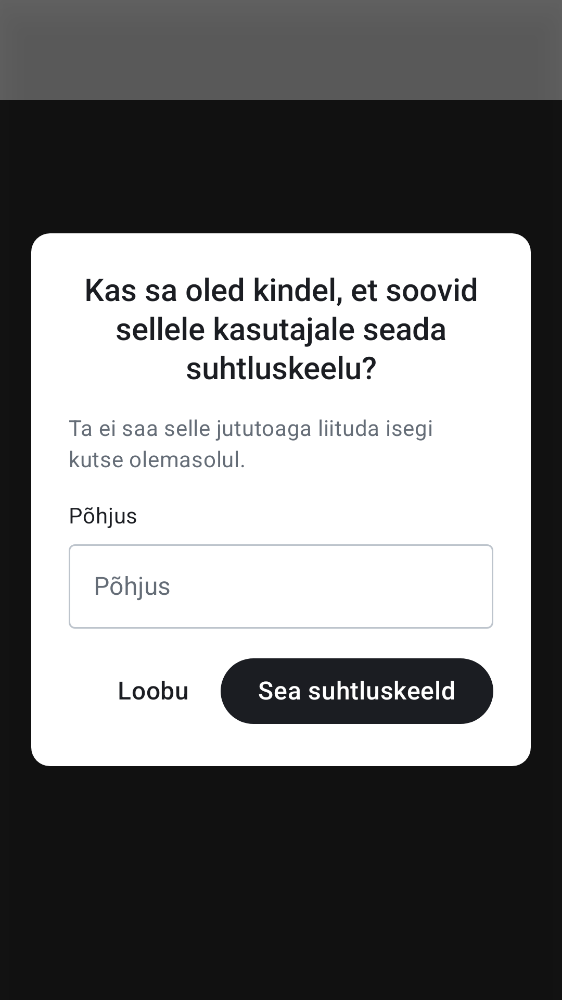 Kas sa oled kindel, et soovid
sellele kasutajale seada
suhtluskeelu?
Ta ei saa selle jututoaga liituda isegi
kutse olemasolul.
Põhjus
Põhjus
Loobu
Sea suhtluskeeld